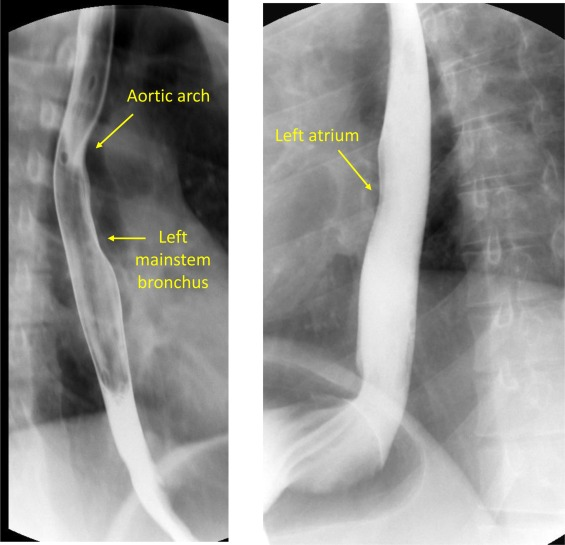 Aortic arch
Left
mainstem
bronchus
Left atrium